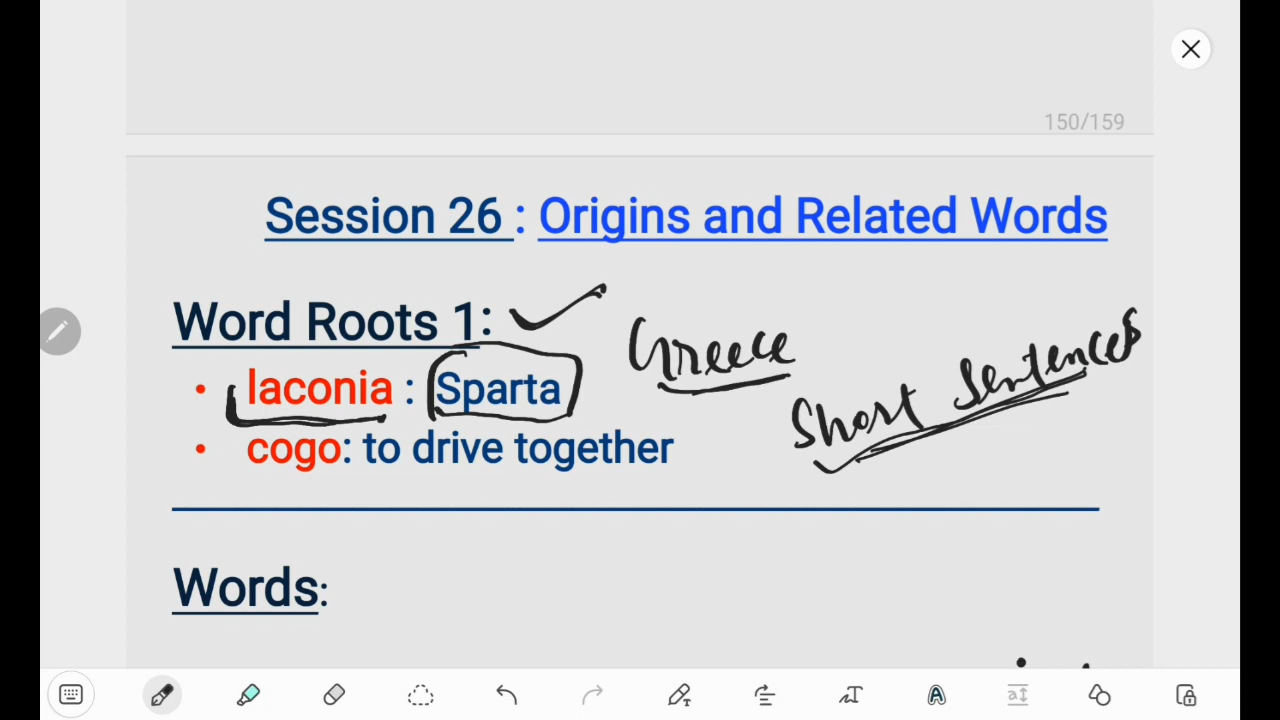 150/159
Session 26 : Origins and Related Words
Word Roots 1:
Greece
• laconia : Sparta
Short Sentences
• cogo: to drive together
Words: